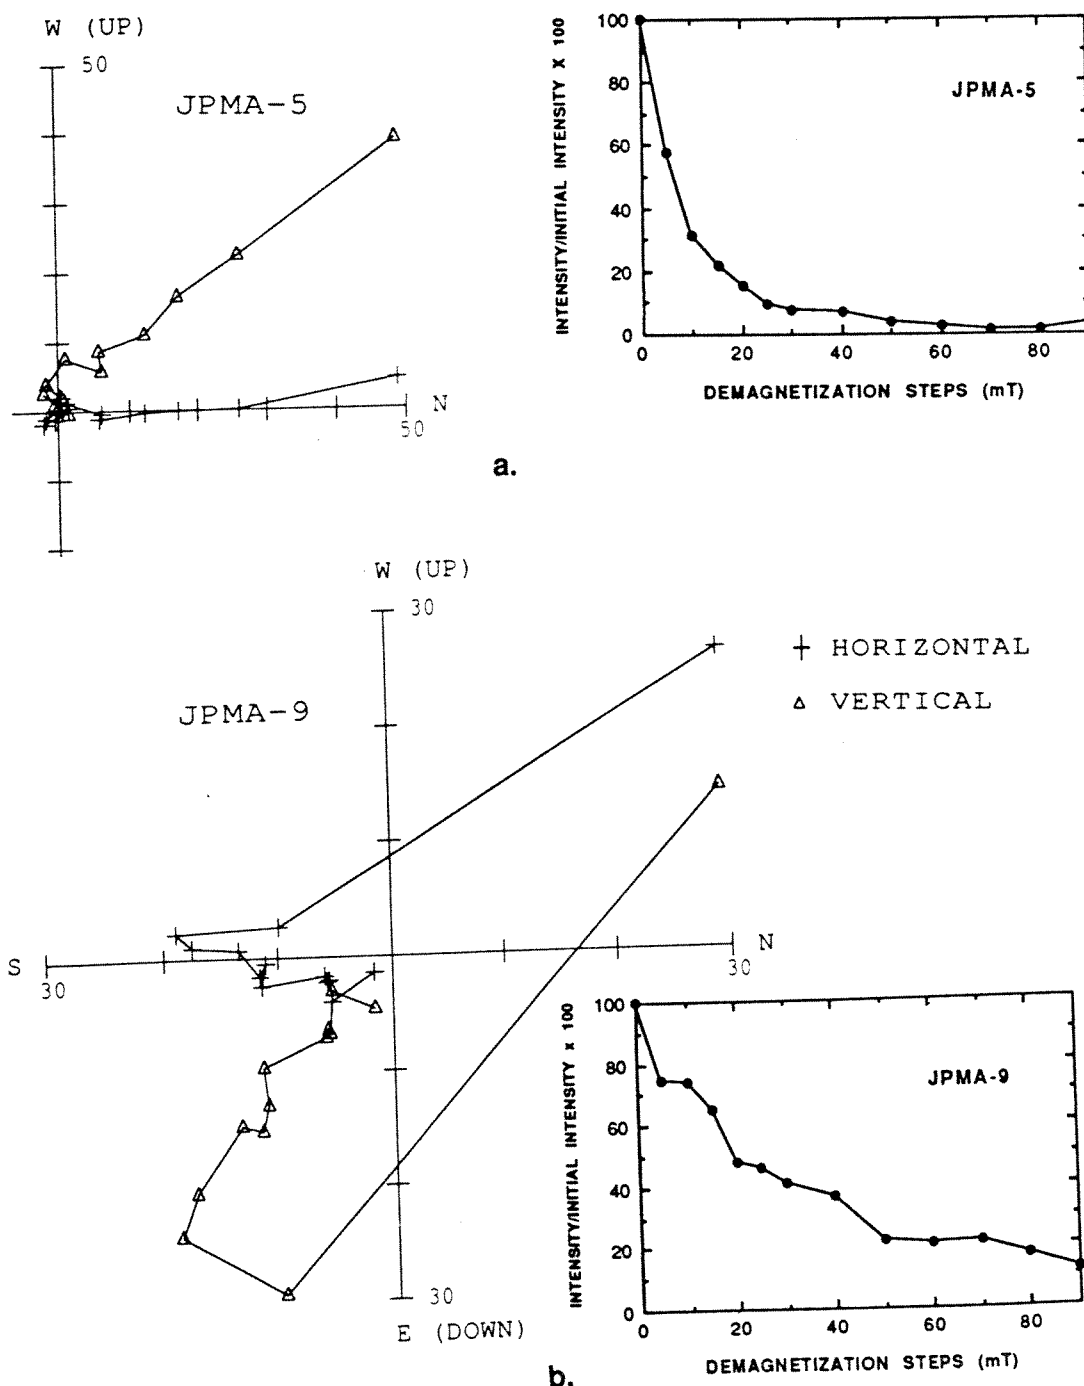 W (UP)
50
JPMA-5
N
50
INTENSITY/INITIAL INTENSITY X 100
100
80
60
40
20
0
JPMA-5
0
20
40
60
80
DEMAGNETIZATION STEPS (mT)
a.
W (UP)
30
JPMA-9
+ HORIZONTAL
△ VERTICAL
S
30
N
30
30
E (DOWN)
INTENSITY/INITIAL INTENSITY x 100
100
80
60
40
20
0
JPMA-9
0
20
40
60
80
DEMAGNETIZATION STEPS (mT)
b.